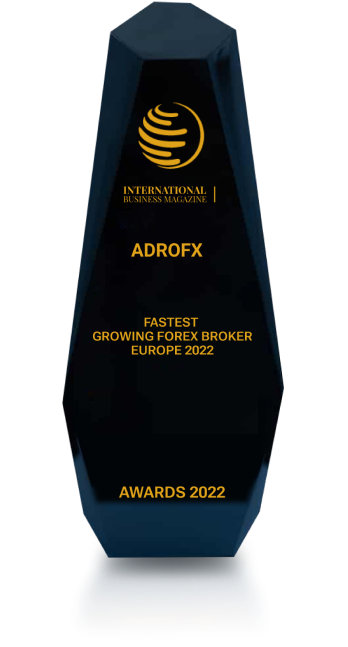 INTERNATIONAL
BUSINESS MAGAZINE
ADROFX
FASTEST
GROWING FOREX BROKER
EUROPE 2022
AWARDS 2022